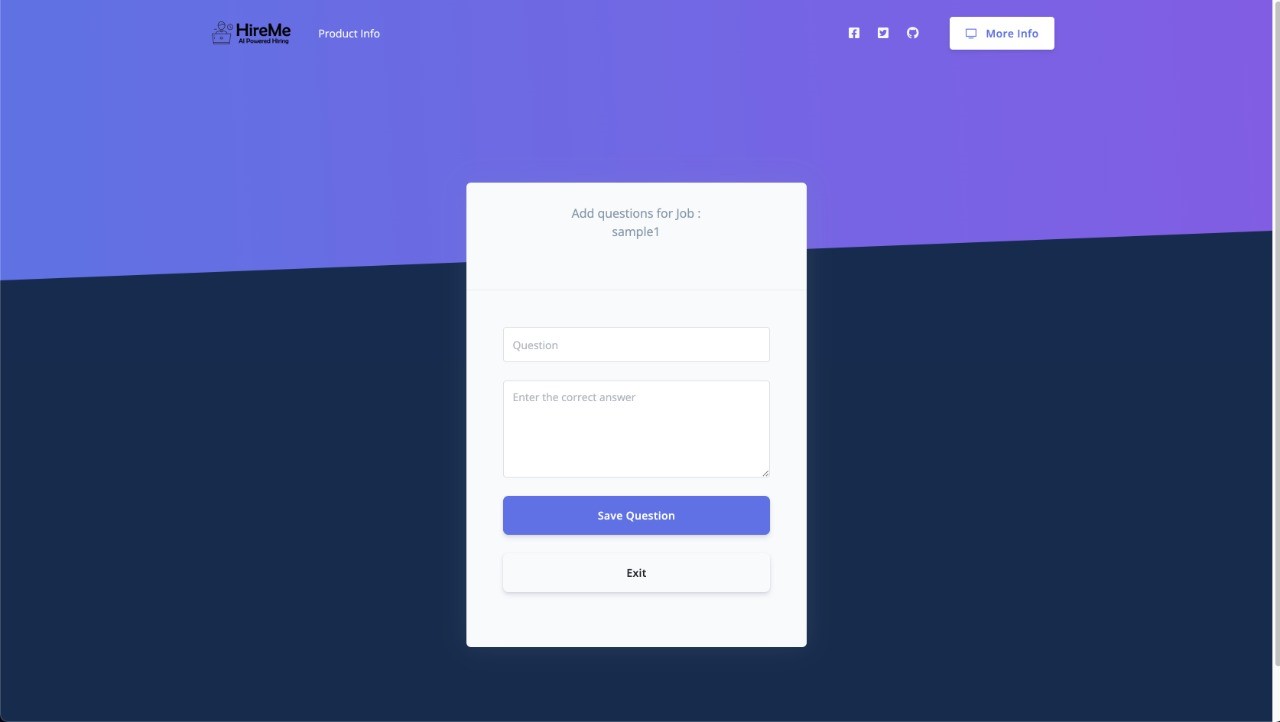 HireMe
AI Powered Hiring
Product Info
More Info
Add questions for Job :
sample1
Question
Enter the correct answer
Save Question
Exit